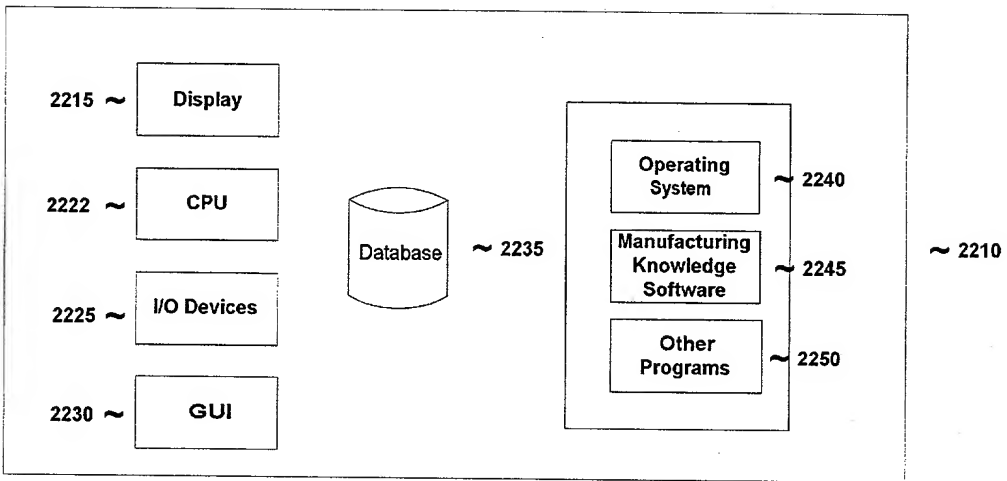 2215 ~ Display
2222 ~ CPU
2225 ~ I/O Devices
2230 ~ GUI
Database ~ 2235
Operating
System ~ 2240
Manufacturing
Knowledge
Software ~ 2245
Other
Programs ~ 2250
~ 2210